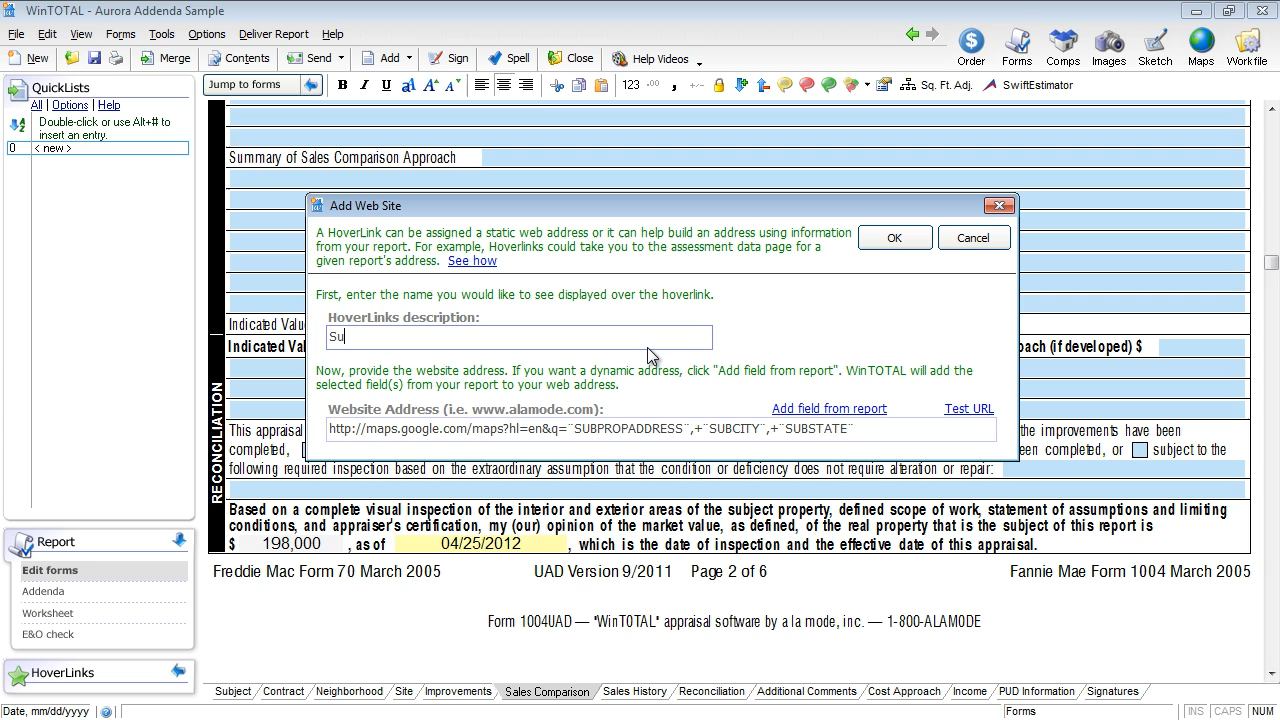 WinTOTAL - Aurora Addenda Sample
File Edit View Forms Tools Options Deliver Report Help
New Merge Contents Send Add Sign Spell Close Help Videos
Order Forms Comps Images Sketch Maps Workfile
Jump to forms B I U 123 .00 , +/- Sq. Ft. Adj. SwiftEstimator
QuickLists
All | Options | Help
Double-click or use Alt+# to
insert an entry.
0 < new >
Summary of Sales Comparison Approach
Add Web Site
A HoverLink can be assigned a static web address or it can help build an address using information
from your report. For example, Hoverlinks could take you to the assessment data page for a
given report's address. See how
OK Cancel
First, enter the name you would like to see displayed over the hoverlink.
HoverLinks description:
Su
Now, provide the website address. If you want a dynamic address, click "Add field from report". WinTOTAL will add the
selected field(s) from your report to your web address.
Website Address (i.e. www.alamode.com): Add field from report Test URL
http://maps.google.com/maps?hl=en&q=¨SUBPROPADDRESS¨,+¨SUBCITY¨,+¨SUBSTATE¨
Indicated Valu
Indicated Va oach (if developed) $
RECONCILIATION
This appraisal the improvements have been
completed, een completed, or subject to the
following required inspection based on the extraordinary assumption that the condition or deficiency does not require alteration or repair:
Based on a complete visual inspection of the interior and exterior areas of the subject property, defined scope of work, statement of assumptions and limiting
conditions, and appraiser's certification, my (our) opinion of the market value, as defined, of the real property that is the subject of this report is
$ 198,000 , as of 04/25/2012 , which is the date of inspection and the effective date of this appraisal.
Freddie Mac Form 70 March 2005 UAD Version 9/2011 Page 2 of 6 Fannie Mae Form 1004 March 2005
Form 1004UAD — "WinTOTAL" appraisal software by a la mode, inc. — 1-800-ALAMODE
Report
Edit forms
Addenda
Worksheet
E&O check
HoverLinks
Subject Contract Neighborhood Site Improvements Sales Comparison Sales History Reconciliation Additional Comments Cost Approach Income PUD Information Signatures
Date, mm/dd/yyyy Forms INS CAPS NUM